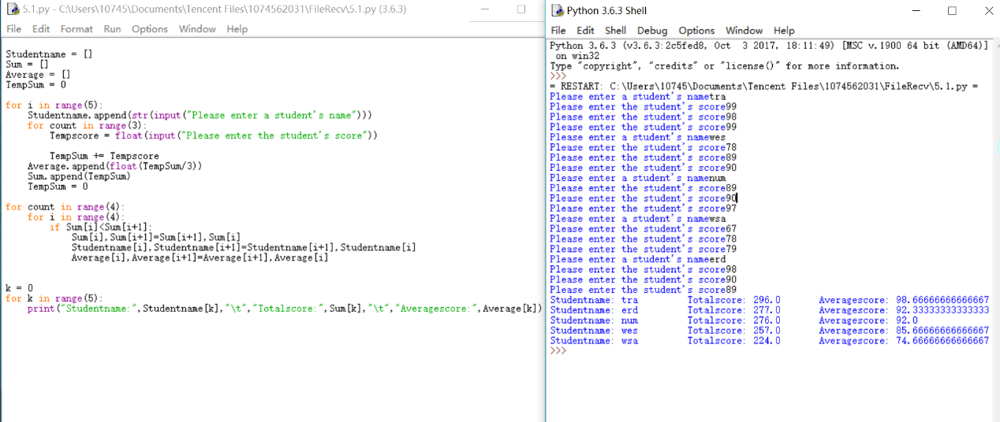 5.1.py - C:\Users\10745\Documents\Tencent Files\1074562031\FileRecv\5.1.py (3.6.3)
File Edit Format Run Options Window Help
Studentname = []
Sum = []
Average = []
TempSum = 0
for i in range(5):
    Studentname.append(str(input("Please enter a student's name")))
    for count in range(3):
        Tempscore = float(input("Please enter the student's score"))
        TempSum += Tempscore
    Average.append(float(TempSum/3))
    Sum.append(TempSum)
    TempSum = 0
for count in range(4):
    for i in range(4):
        if Sum[i]<Sum[i+1]:
            Sum[i],Sum[i+1]=Sum[i+1],Sum[i]
            Studentname[i],Studentname[i+1]=Studentname[i+1],Studentname[i]
            Average[i],Average[i+1]=Average[i+1],Average[i]
k = 0
for k in range(5):
    print("Studentname:",Studentname[k],"\t","Totalscore:",Sum[k],"\t","Averagescore:",Average[k])
Python 3.6.3 Shell
File Edit Shell Debug Options Window Help
Python 3.6.3 (v3.6.3:2c5fed8, Oct  3 2017, 18:11:49) [MSC v.1900 64 bit (AMD64)]
 on win32
Type "copyright", "credits" or "license()" for more information.
>>>
= RESTART: C:\Users\10745\Documents\Tencent Files\1074562031\FileRecv\5.1.py =
Please enter a student's nametra
Please enter the student's score99
Please enter the student's score98
Please enter the student's score99
Please enter a student's namewes
Please enter the student's score78
Please enter the student's score89
Please enter the student's score90
Please enter a student's namenum
Please enter the student's score89
Please enter the student's score90
Please enter the student's score97
Please enter a student's namewsa
Please enter the student's score67
Please enter the student's score78
Please enter the student's score79
Please enter a student's nameerd
Please enter the student's score98
Please enter the student's score90
Please enter the student's score89
Studentname: tra Totalscore: 296.0 Averagescore: 98.66666666666667
Studentname: erd Totalscore: 277.0 Averagescore: 92.33333333333333
Studentname: num Totalscore: 276.0 Averagescore: 92.0
Studentname: wes Totalscore: 257.0 Averagescore: 85.66666666666667
Studentname: wsa Totalscore: 224.0 Averagescore: 74.66666666666667
>>>